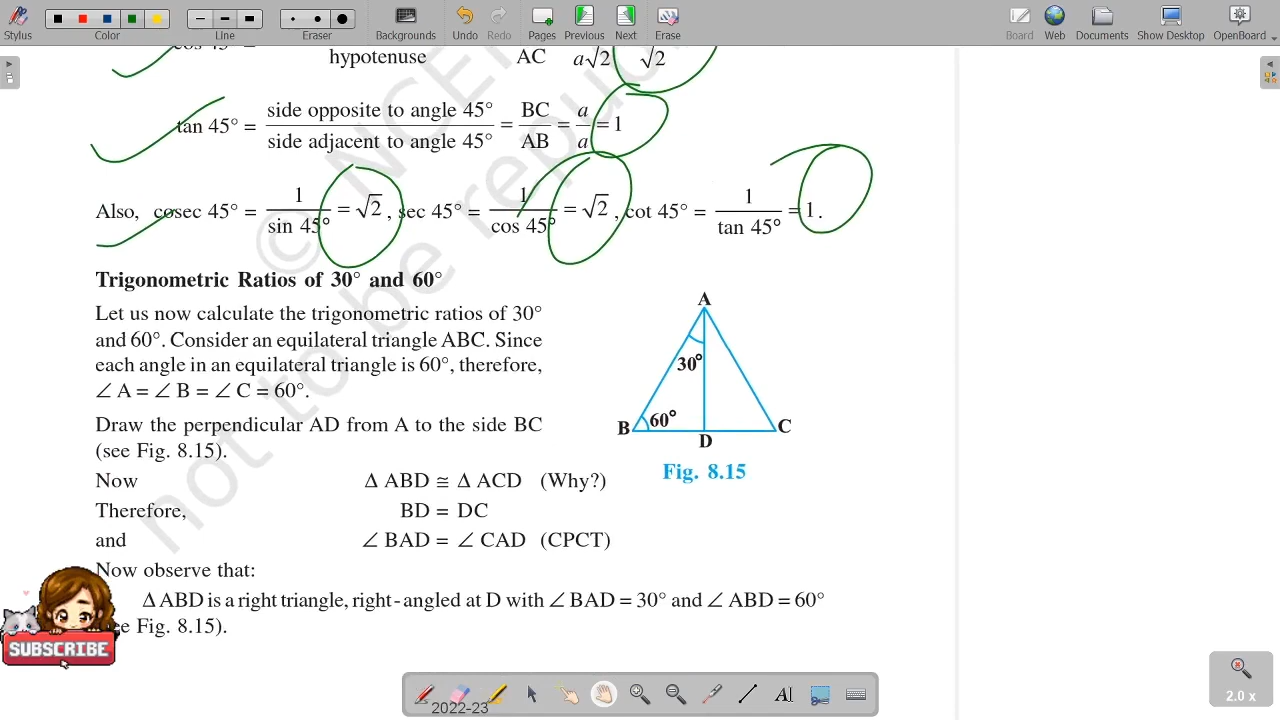 Stylus Color Line Eraser Backgrounds Undo Redo Pages Previous Next Erase Board Web Documents Show Desktop OpenBoard
hypotenuse AC a√2 √2
tan 45° = side opposite to angle 45° / side adjacent to angle 45° = BC / AB = a / a = 1
Also, cosec 45° = 1 / sin 45° = √2 , sec 45° = 1 / cos 45° = √2 , cot 45° = 1 / tan 45° = 1 .
Trigonometric Ratios of 30° and 60°
Let us now calculate the trigonometric ratios of 30°
and 60°. Consider an equilateral triangle ABC. Since
each angle in an equilateral triangle is 60°, therefore,
∠ A = ∠ B = ∠ C = 60°.
Draw the perpendicular AD from A to the side BC
(see Fig. 8.15).
A
30°
B 60° C
D
Fig. 8.15
Now Δ ABD ≅ Δ ACD (Why?)
Therefore, BD = DC
and ∠ BAD = ∠ CAD (CPCT)
Now observe that:
Δ ABD is a right triangle, right-angled at D with ∠ BAD = 30° and ∠ ABD = 60°
ee Fig. 8.15).
SUBSCRIBE
2022-23
2.0 x
© NCE
not to be repu